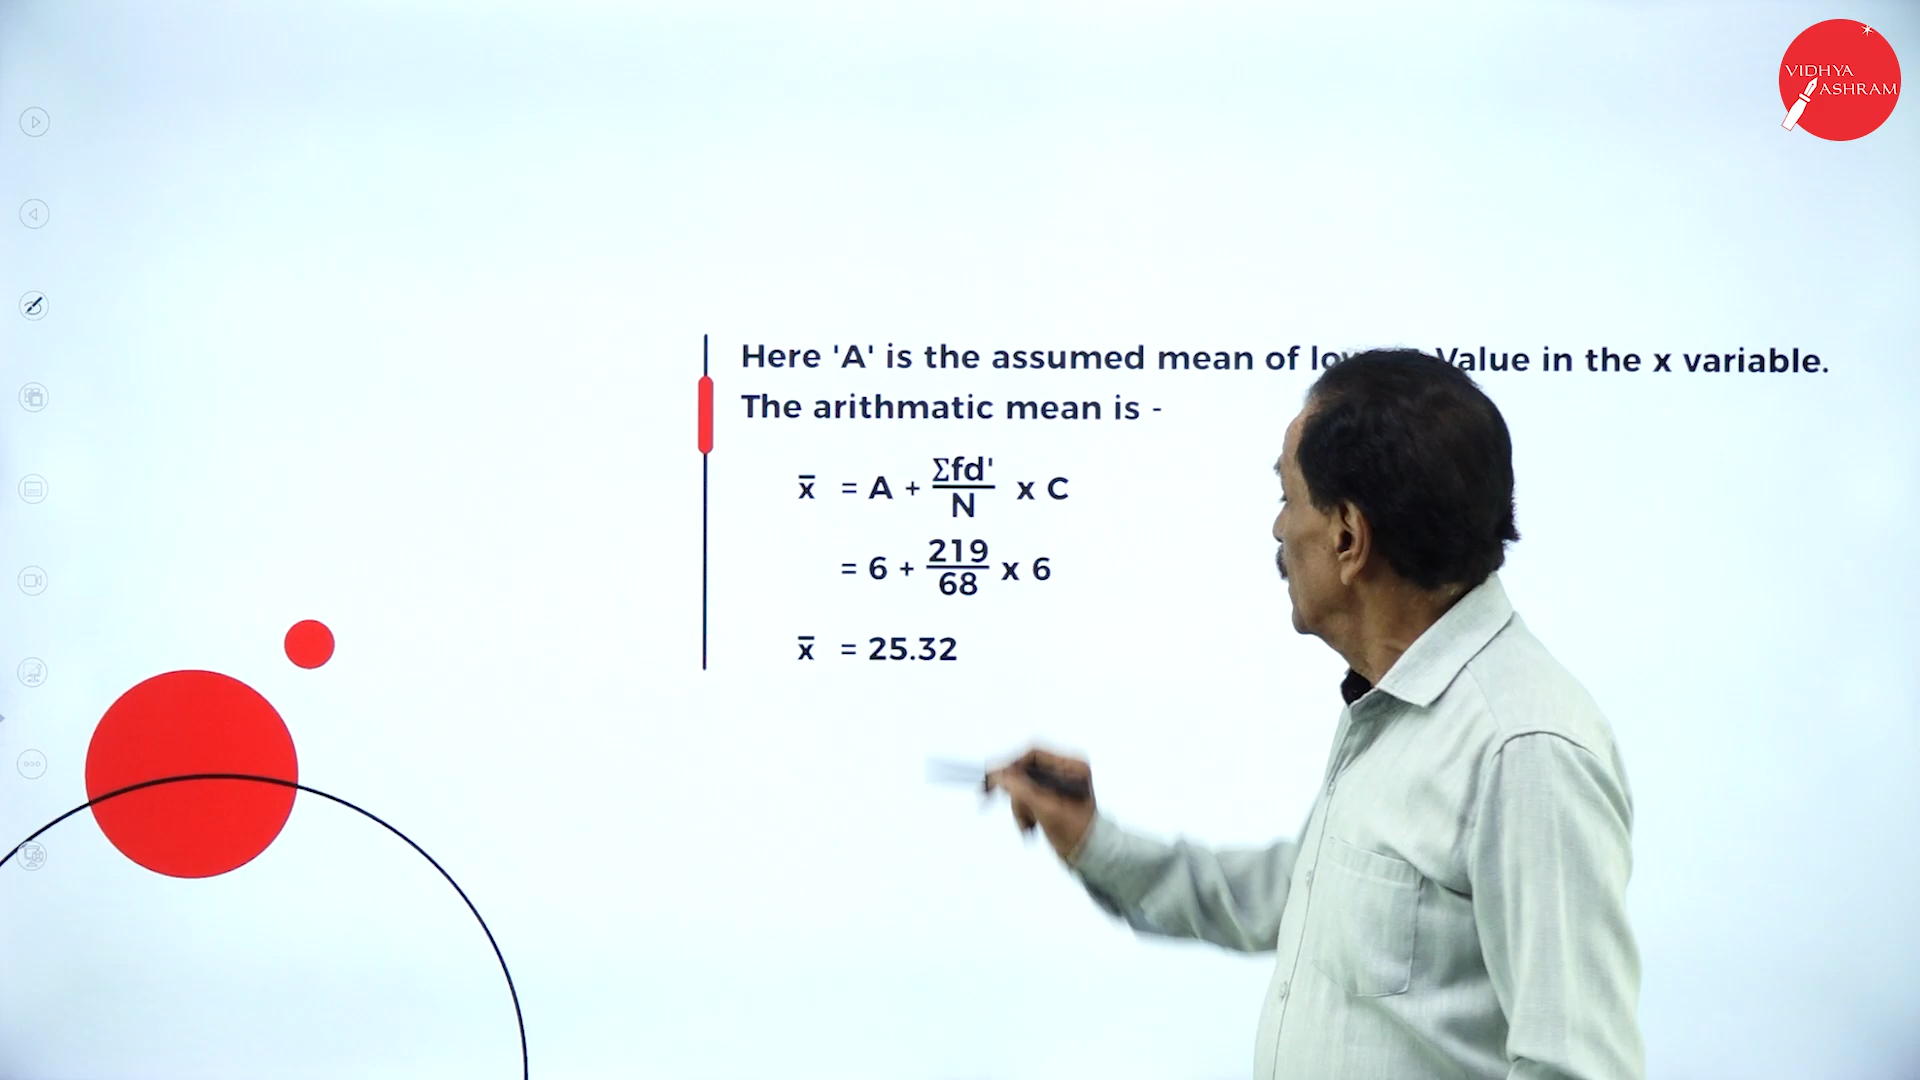 VIDHYA
ASHRAM
Here 'A' is the assumed mean of Value in the x variable.
The arithmatic mean is -
x̄ = A + Σfd' / N x C
= 6 + 219 / 68 x 6
x̄ = 25.32